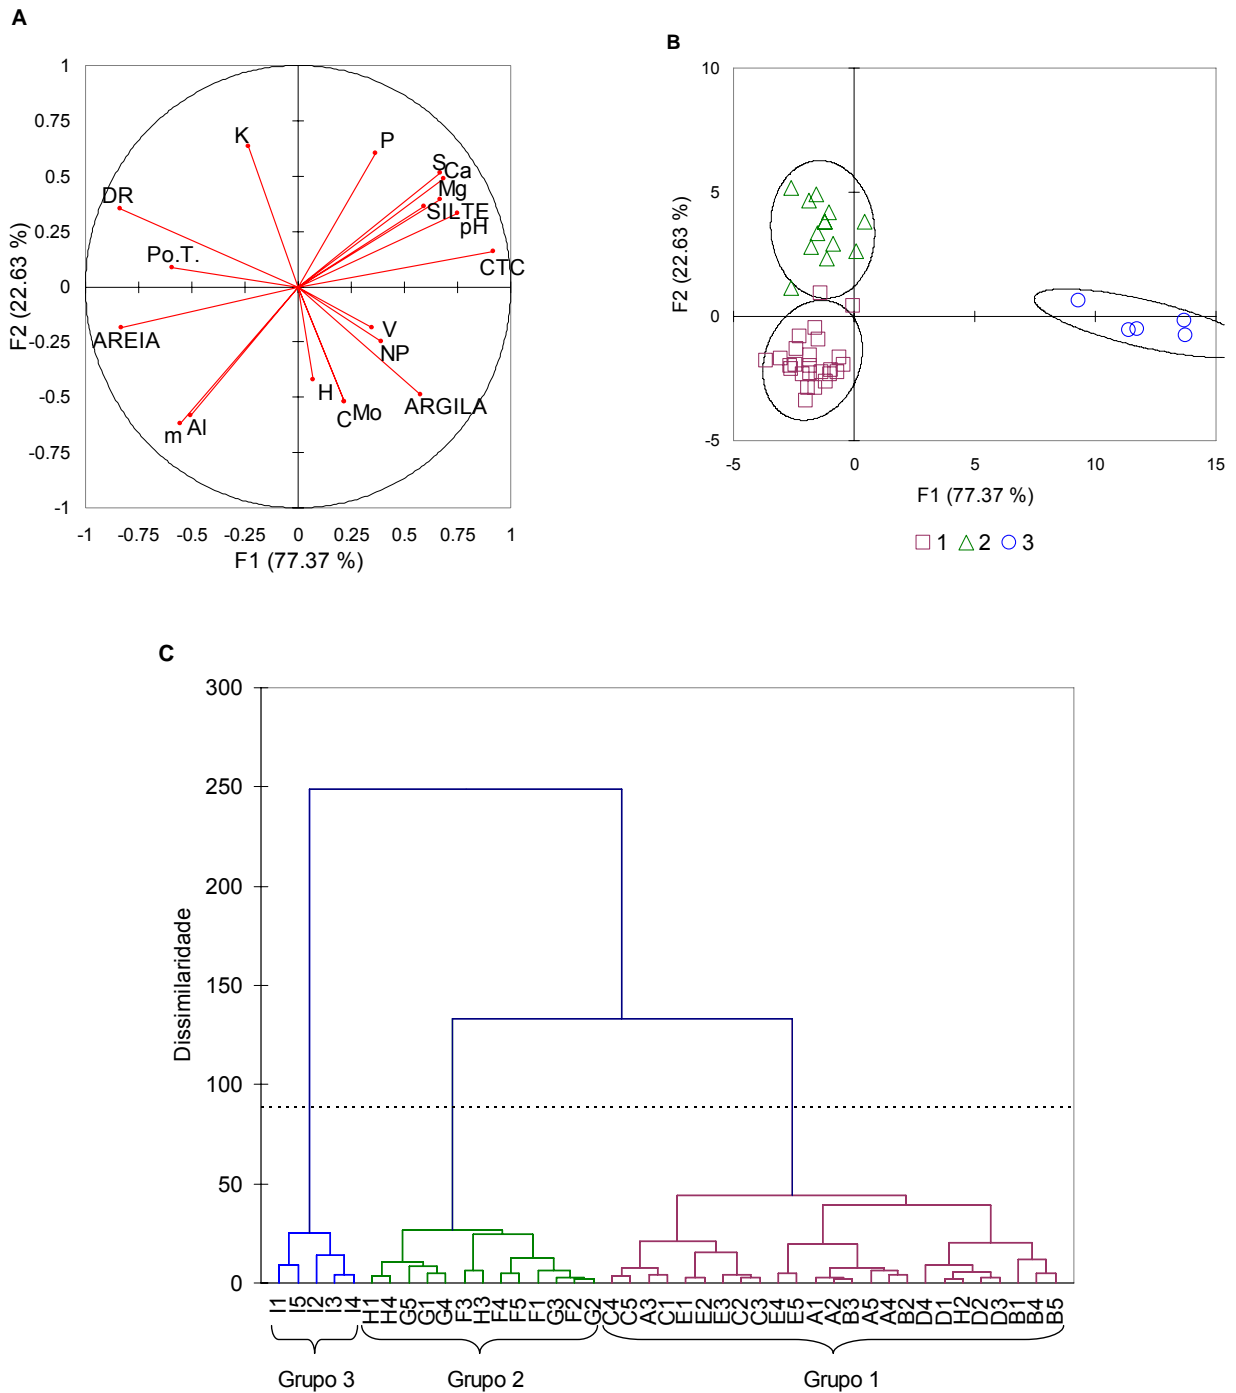 A
1
0.75
0.5
0.25
0
-0.25
-0.5
-0.75
-1
F2 (22.63 %)
K
P
S
Ca
Mg
DR
SILTE
pH
Po.T.
CTC
AREIA
V
NP
H
ARGILA
C
Mo
m
Al
-1 -0.75 -0.5 -0.25 0 0.25 0.5 0.75 1
F1 (77.37 %)
B
10
5
0
-5
F2 (22.63 %)
-5 0 5 10 15
F1 (77.37 %)
1 2 3
C
300
250
200
150
100
50
0
Dissimilaridade
I1 I5 I2 I3 I4 H1 H4 G5 G1 G4 F3 H3 F4 F5 F1 G3 F2 G2 C4 C5 A3 C1 E1 E2 E3 C2 C3 E4 E5 A1 A2 B3 A5 A4 B2 D4 D1 H2 D2 D3 B1 B4 B5
Grupo 3 Grupo 2 Grupo 1